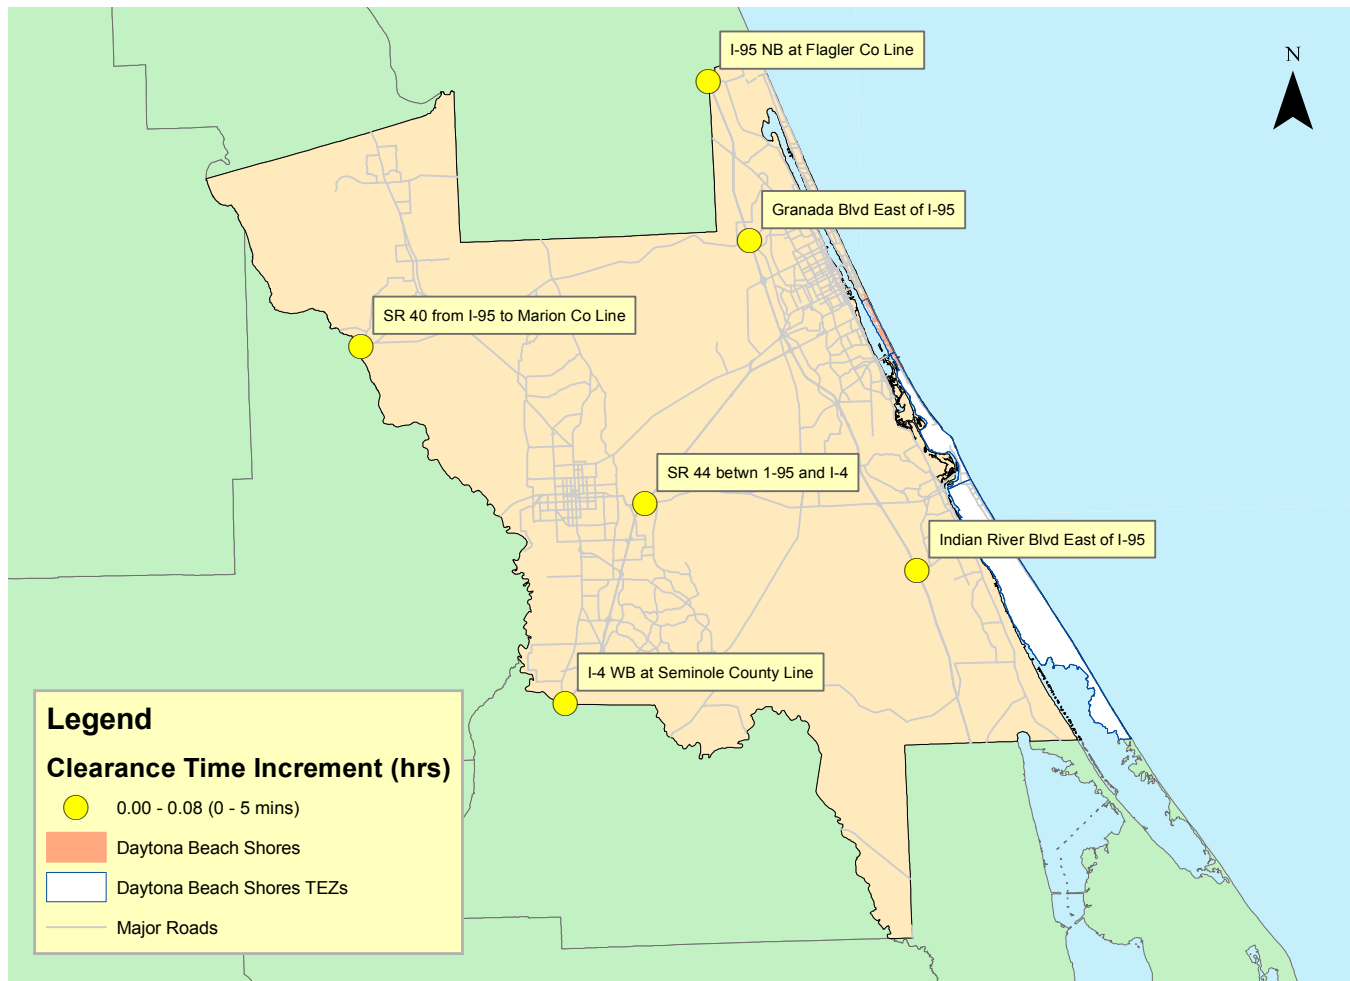 I-95 NB at Flagler Co Line
N
Granada Blvd East of I-95
SR 40 from I-95 to Marion Co Line
SR 44 betwn 1-95 and I-4
Indian River Blvd East of I-95
I-4 WB at Seminole County Line
Legend
Clearance Time Increment (hrs)
0.00 - 0.08 (0 - 5 mins)
Daytona Beach Shores
Daytona Beach Shores TEZs
Major Roads